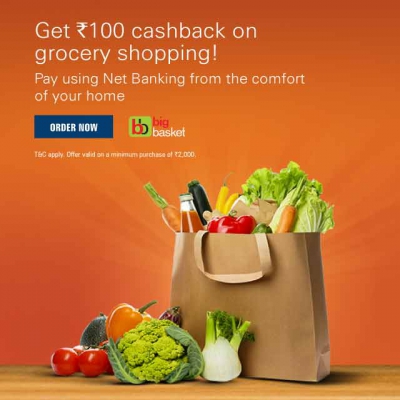 Get ₹100 cashback on
grocery shopping!
Pay using Net Banking from the comfort
of your home
ORDER NOW
bb big
basket
T&C apply. Offer valid on a minimum purchase of ₹2,000.